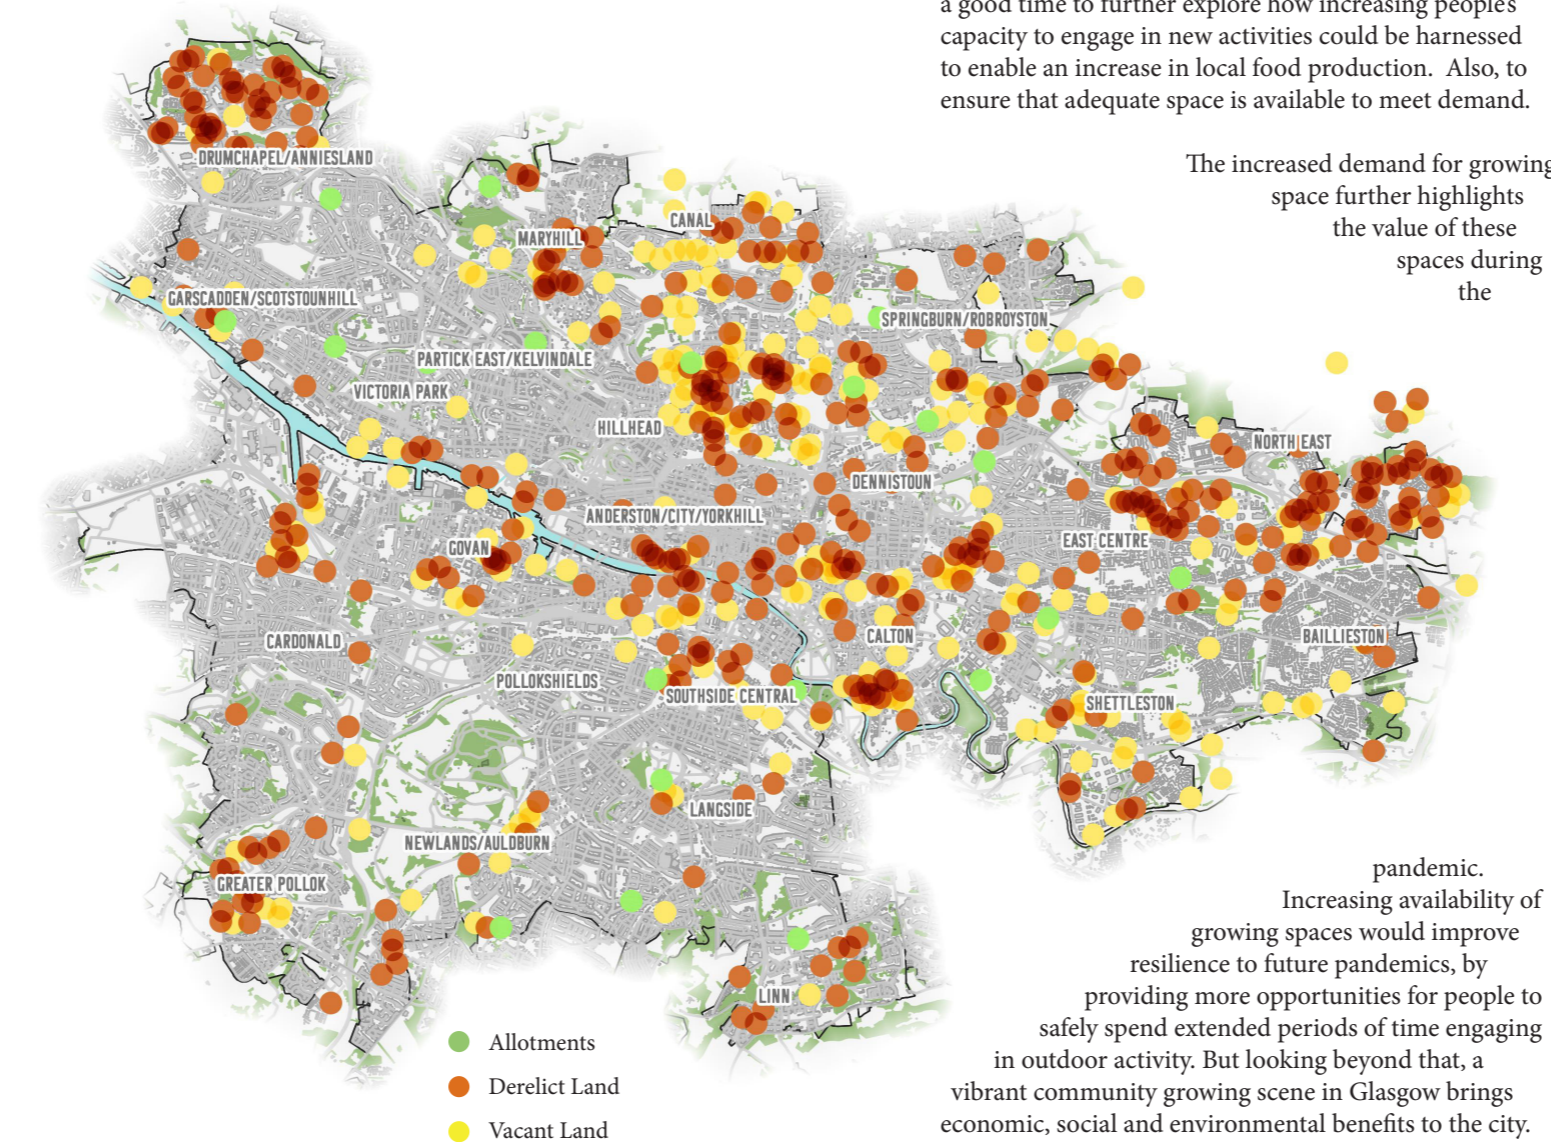 a good time to further explore how increasing people's
capacity to engage in new activities could be harnessed
to enable an increase in local food production. Also, to
ensure that adequate space is available to meet demand.
The increased demand for growing
space further highlights
the value of these
spaces during
the
DRUMCHAPEL/ANNIESLAND
CANAL
MARYHILL
GARSCADDEN/SCOTSTOUNHILL
SPRINGBURN/ROBROYSTON
PARTICK EAST/KELVINDALE
VICTORIA PARK
HILLHEAD
NORTH EAST
DENNISTOUN
ANDERSTON/CITY/YORKHILL
EAST CENTRE
GOVAN
CALTON
BAILLIESTON
CARDONALD
POLLOKSHIELDS
SOUTHSIDE CENTRAL
SHETTLESTON
LANGSIDE
NEWLANDS/AULDBURN
GREATER POLLOK
LINN
pandemic.
Increasing availability of
growing spaces would improve
resilience to future pandemics, by
providing more opportunities for people to
safely spend extended periods of time engaging
in outdoor activity. But looking beyond that, a
vibrant community growing scene in Glasgow brings
economic, social and environmental benefits to the city.
Allotments
Derelict Land
Vacant Land